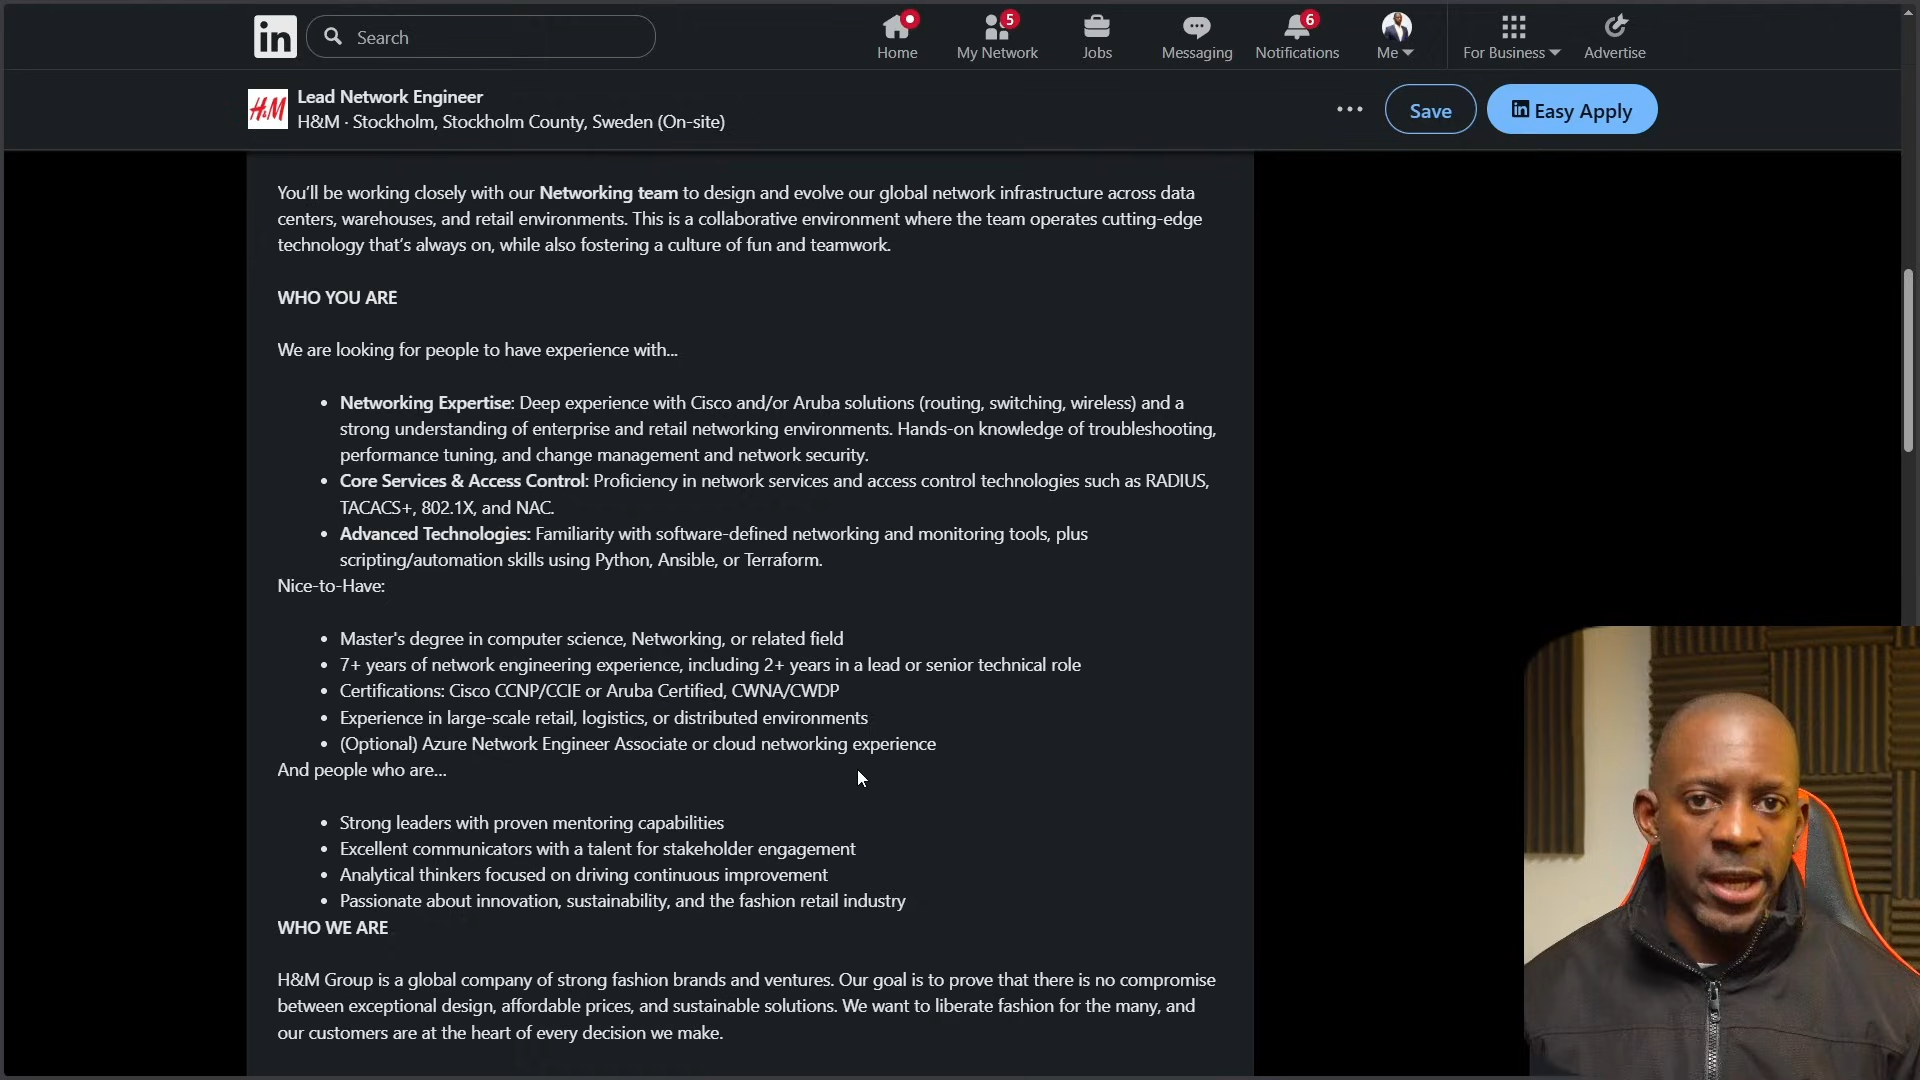 in
Search
Home
5
My Network
Jobs
Messaging
6
Notifications
Me
For Business
Advertise
H&M
Lead Network Engineer
H&M · Stockholm, Stockholm County, Sweden (On-site)
Save
in Easy Apply
You'll be working closely with our Networking team to design and evolve our global network infrastructure across data
centers, warehouses, and retail environments. This is a collaborative environment where the team operates cutting-edge
technology that's always on, while also fostering a culture of fun and teamwork.
WHO YOU ARE
We are looking for people to have experience with...
• Networking Expertise: Deep experience with Cisco and/or Aruba solutions (routing, switching, wireless) and a
strong understanding of enterprise and retail networking environments. Hands-on knowledge of troubleshooting,
performance tuning, and change management and network security.
• Core Services & Access Control: Proficiency in network services and access control technologies such as RADIUS,
TACACS+, 802.1X, and NAC.
• Advanced Technologies: Familiarity with software-defined networking and monitoring tools, plus
scripting/automation skills using Python, Ansible, or Terraform.
Nice-to-Have:
• Master's degree in computer science, Networking, or related field
• 7+ years of network engineering experience, including 2+ years in a lead or senior technical role
• Certifications: Cisco CCNP/CCIE or Aruba Certified, CWNA/CWDP
• Experience in large-scale retail, logistics, or distributed environments
• (Optional) Azure Network Engineer Associate or cloud networking experience
And people who are...
• Strong leaders with proven mentoring capabilities
• Excellent communicators with a talent for stakeholder engagement
• Analytical thinkers focused on driving continuous improvement
• Passionate about innovation, sustainability, and the fashion retail industry
WHO WE ARE
H&M Group is a global company of strong fashion brands and ventures. Our goal is to prove that there is no compromise
between exceptional design, affordable prices, and sustainable solutions. We want to liberate fashion for the many, and
our customers are at the heart of every decision we make.